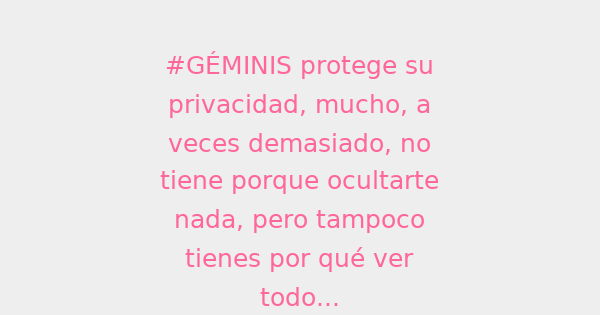 #GÉMINIS protege su
privacidad, mucho, a
veces demasiado, no
tiene porque ocultarte
nada, pero tampoco
tienes por qué ver
todo...